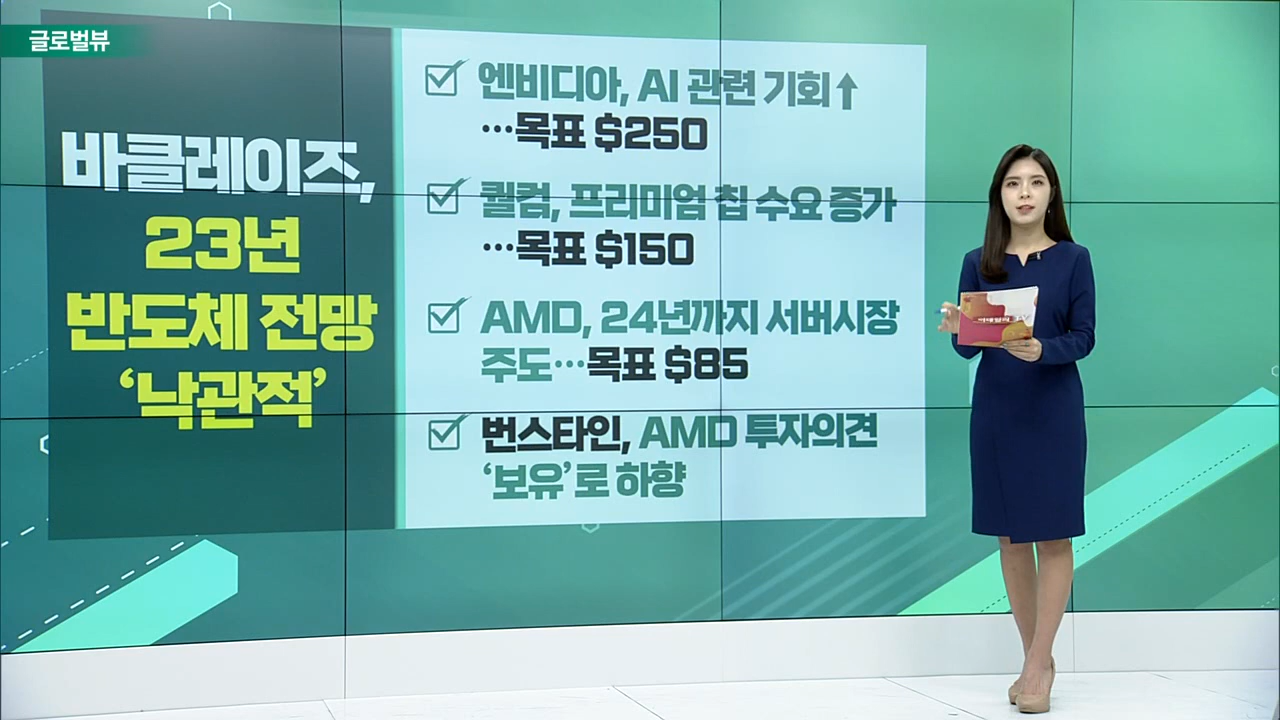 글로벌뷰
바클레이즈,
23년
반도체 전망
‘낙관적’
엔비디아, AI 관련 기회↑
…목표 $250
퀄컴, 프리미엄 칩 수요 증가
…목표 $150
AMD, 24년까지 서버시장
주도…목표 $85
번스타인, AMD 투자의견
‘보유’로 하향